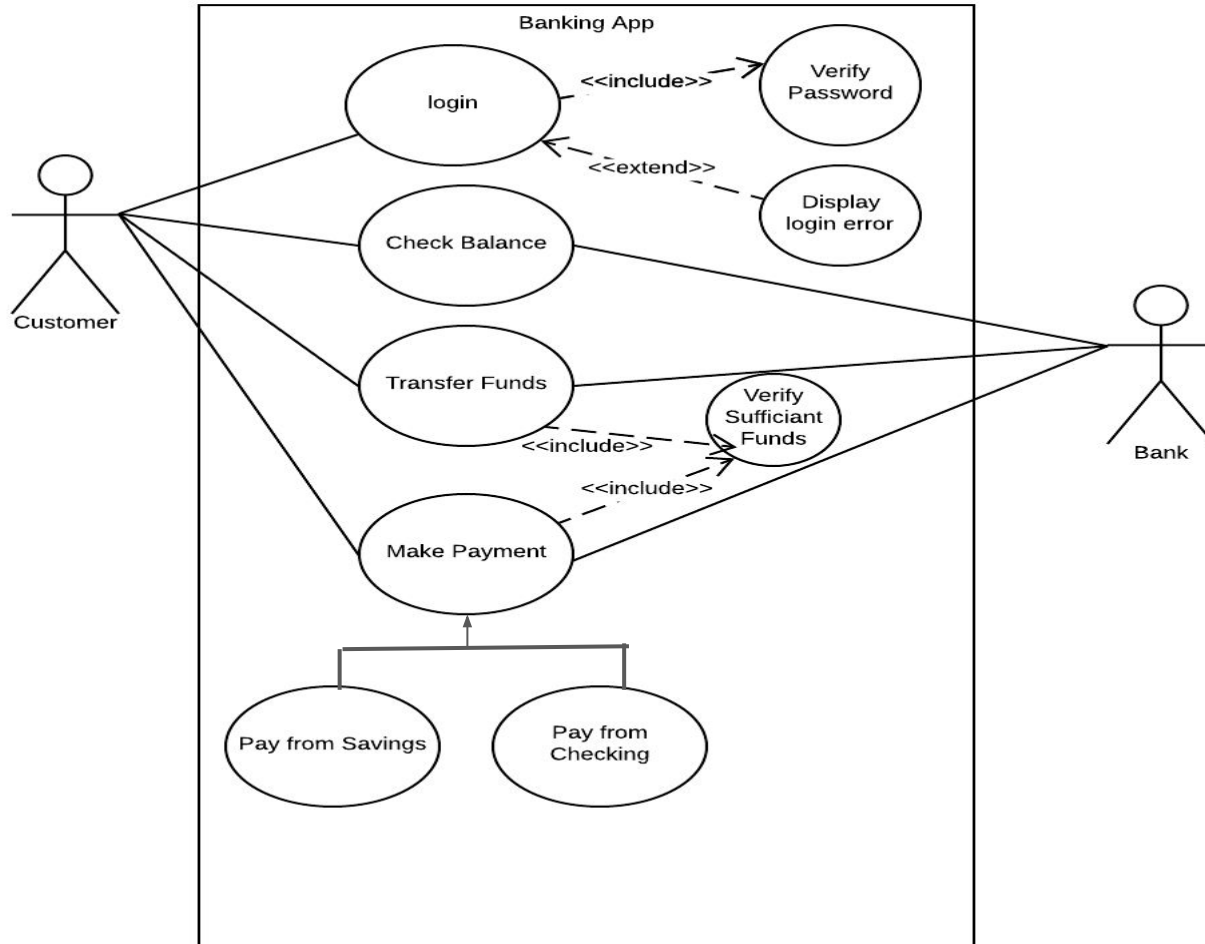 Banking App
login
<<include>>
Verify
Password
<<extend>>
Display
login error
Customer
Check Balance
Transfer Funds
<<include>>
Verify
Sufficiant
Funds
Bank
<<include>>
Make Payment
Pay from Savings
Pay from
Checking